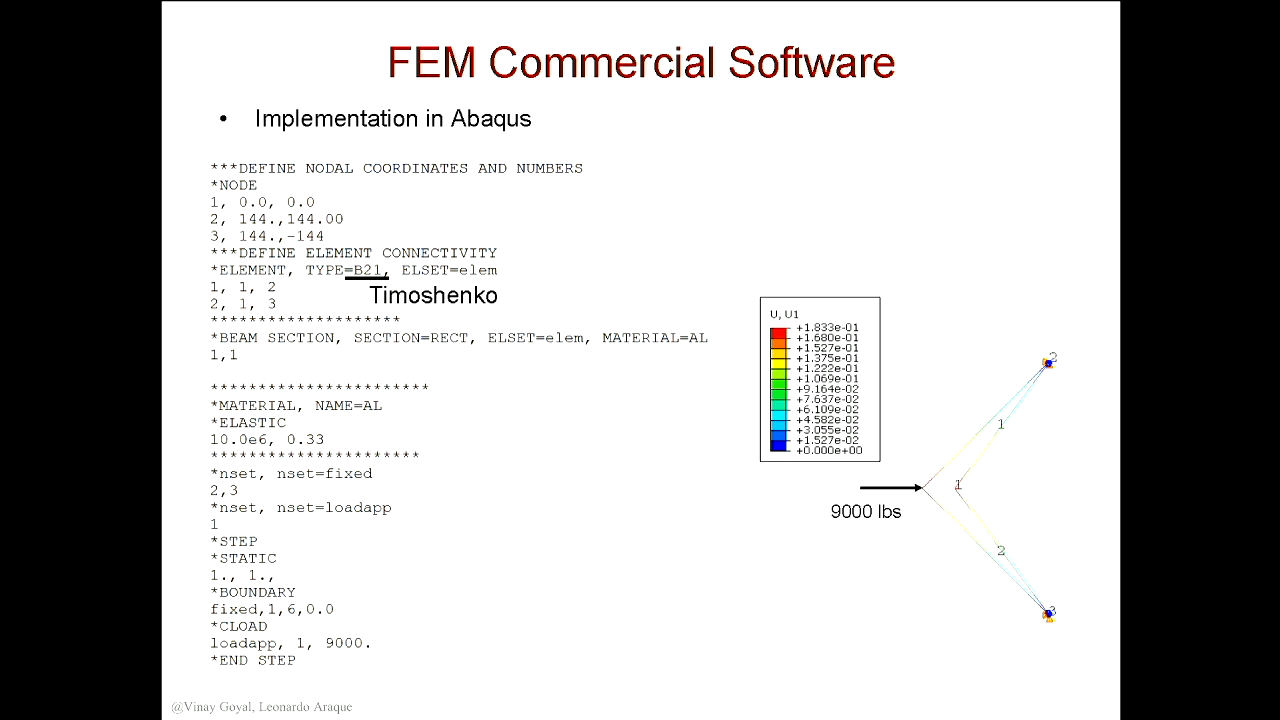 FEM Commercial Software
• Implementation in Abaqus
***DEFINE NODAL COORDINATES AND NUMBERS
*NODE
1, 0.0, 0.0
2, 144.,144.00
3, 144.,-144
***DEFINE ELEMENT CONNECTIVITY
*ELEMENT, TYPE=B21, ELSET=elem
1, 1, 2
2, 1, 3
Timoshenko
********************
*BEAM SECTION, SECTION=RECT, ELSET=elem, MATERIAL=AL
1,1
***********************
*MATERIAL, NAME=AL
*ELASTIC
10.0e6, 0.33
**********************
*nset, nset=fixed
2,3
*nset, nset=loadapp
1
*STEP
*STATIC
1., 1.,
*BOUNDARY
fixed,1,6,0.0
*CLOAD
loadapp, 1, 9000.
*END STEP
U, U1
+1.833e-01
+1.680e-01
+1.527e-01
+1.375e-01
+1.222e-01
+1.069e-01
+9.164e-02
+7.637e-02
+6.109e-02
+4.582e-02
+3.055e-02
+1.527e-02
+0.000e+00
2
1
1
9000 lbs
2
3
@Vinay Goyal, Leonardo Araque